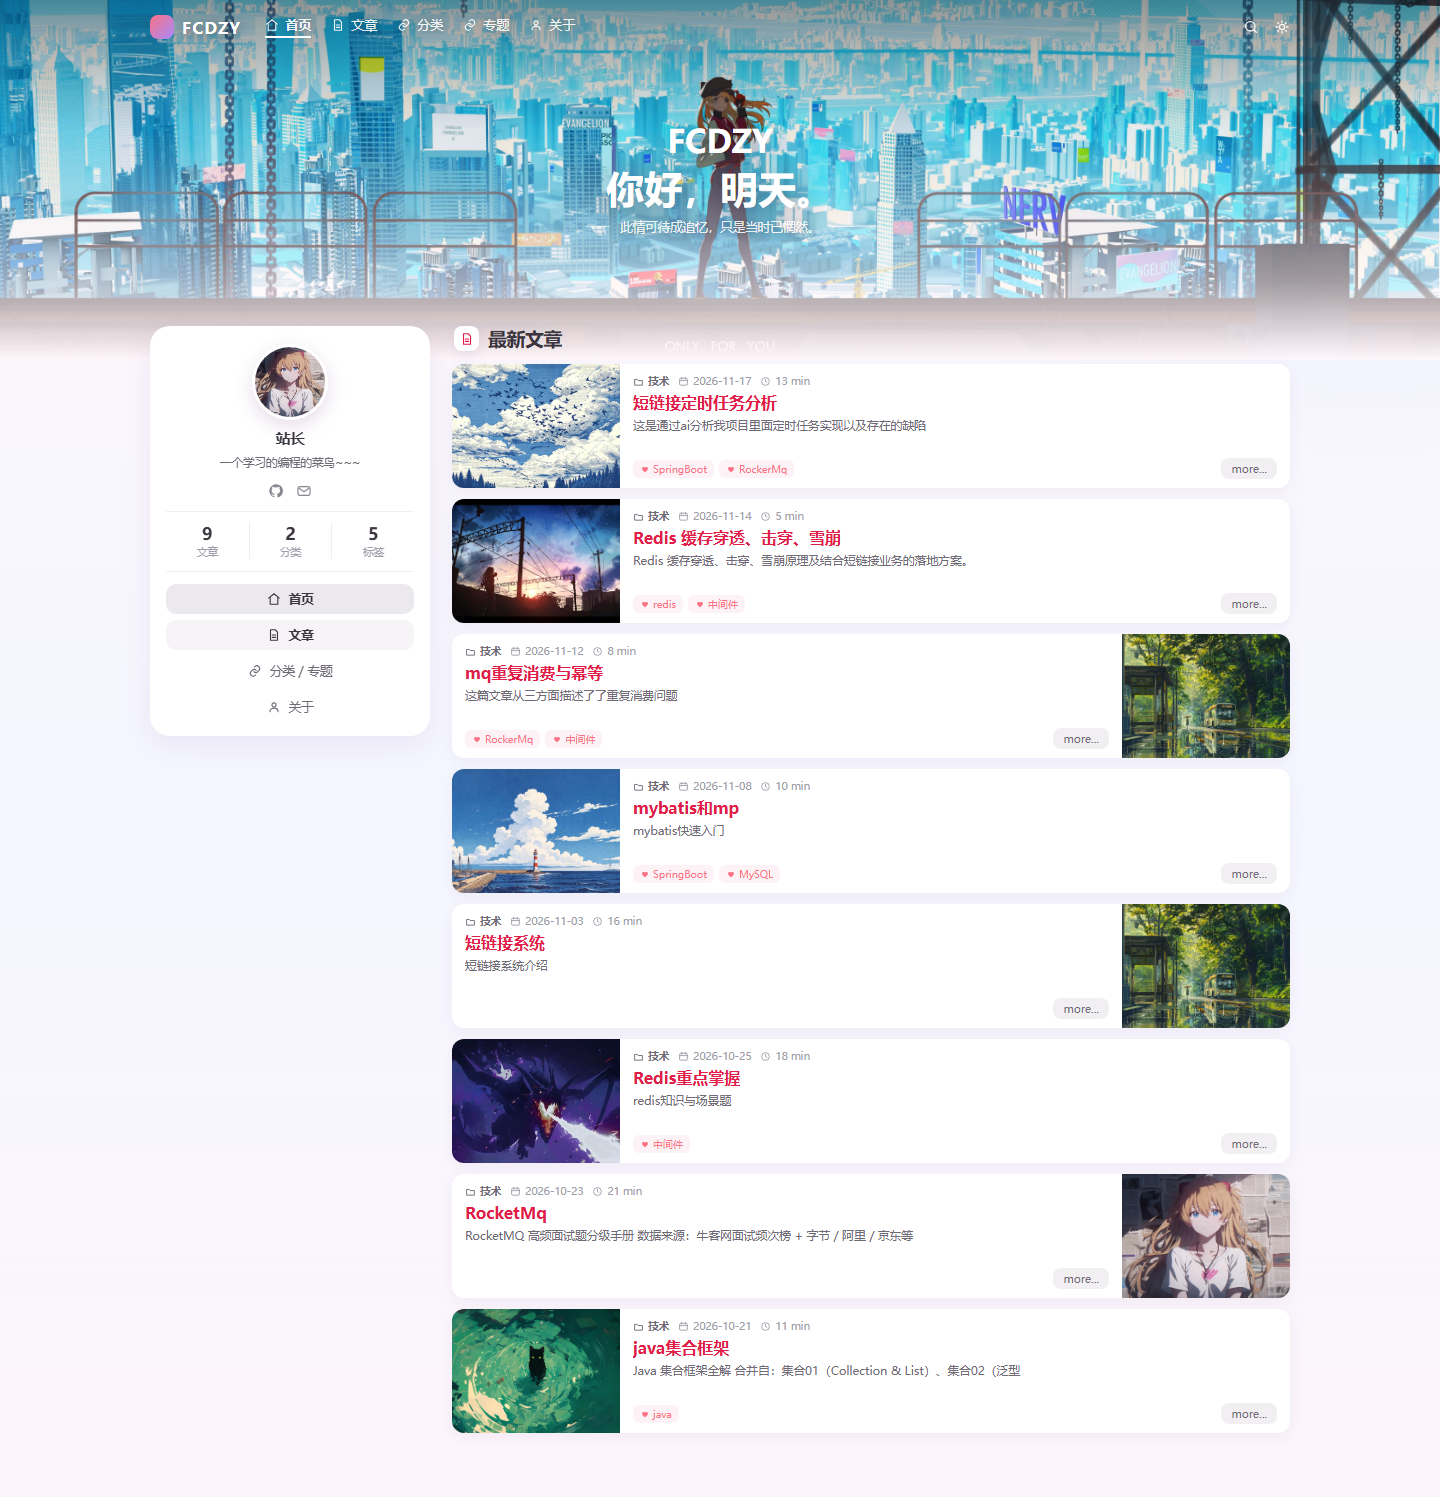 FCDZY
首页
文章
分类
专题
关于
EVANGELION
FCDZY
你好，明天。
此情可待成追忆，只是当时已惘然。
NERV
EVANGELION
ONLY FOR YOU
站长
一个学习的编程的菜鸟~~~
9
文章
2
分类
5
标签
首页
文章
分类 / 专题
关于
最新文章
技术 2026-11-17 13 min
短链接定时任务分析
这是通过ai分析我项目里面定时任务实现以及存在的缺陷
SpringBoot RockerMq more...
技术 2026-11-14 5 min
Redis 缓存穿透、击穿、雪崩
Redis 缓存穿透、击穿、雪崩原理及结合短链接业务的落地方案。
redis 中间件 more...
技术 2026-11-12 8 min
mq重复消费与幂等
这篇文章从三方面描述了了重复消费问题
RockerMq 中间件 more...
技术 2026-11-08 10 min
mybatis和mp
mybatis快速入门
SpringBoot MySQL more...
技术 2026-11-03 16 min
短链接系统
短链接系统介绍
more...
技术 2026-10-25 18 min
Redis重点掌握
redis知识与场景题
中间件 more...
技术 2026-10-23 21 min
RocketMq
RocketMQ 高频面试题分级手册 数据来源：牛客网面试频次榜 + 字节 / 阿里 / 京东等
more...
技术 2026-10-21 11 min
java集合框架
Java 集合框架全解 合并自：集合01（Collection & List）、集合02（泛型
java more...